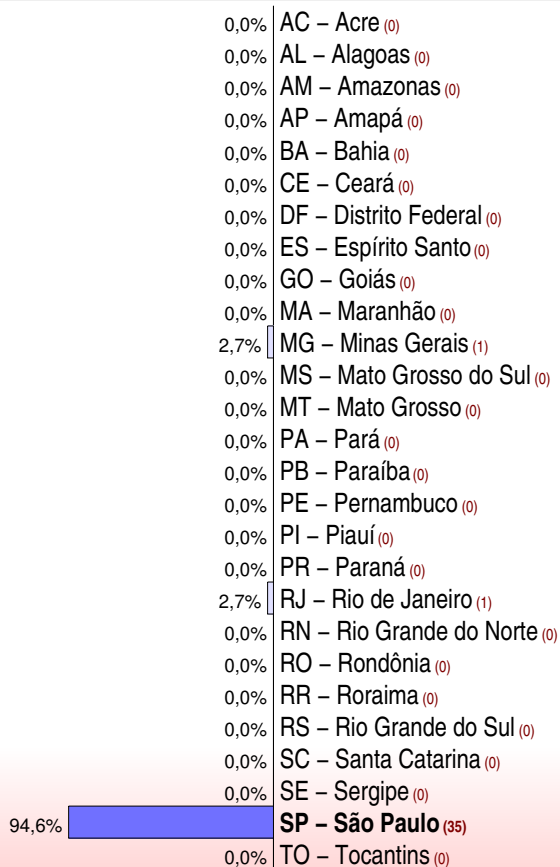 0,0% AC – Acre (0)
0,0% AL – Alagoas (0)
0,0% AM – Amazonas (0)
0,0% AP – Amapá (0)
0,0% BA – Bahia (0)
0,0% CE – Ceará (0)
0,0% DF – Distrito Federal (0)
0,0% ES – Espírito Santo (0)
0,0% GO – Goiás (0)
0,0% MA – Maranhão (0)
2,7% MG – Minas Gerais (1)
0,0% MS – Mato Grosso do Sul (0)
0,0% MT – Mato Grosso (0)
0,0% PA – Pará (0)
0,0% PB – Paraíba (0)
0,0% PE – Pernambuco (0)
0,0% PI – Piauí (0)
0,0% PR – Paraná (0)
2,7% RJ – Rio de Janeiro (1)
0,0% RN – Rio Grande do Norte (0)
0,0% RO – Rondônia (0)
0,0% RR – Roraima (0)
0,0% RS – Rio Grande do Sul (0)
0,0% SC – Santa Catarina (0)
0,0% SE – Sergipe (0)
94,6% SP – São Paulo (35)
0,0% TO – Tocantins (0)